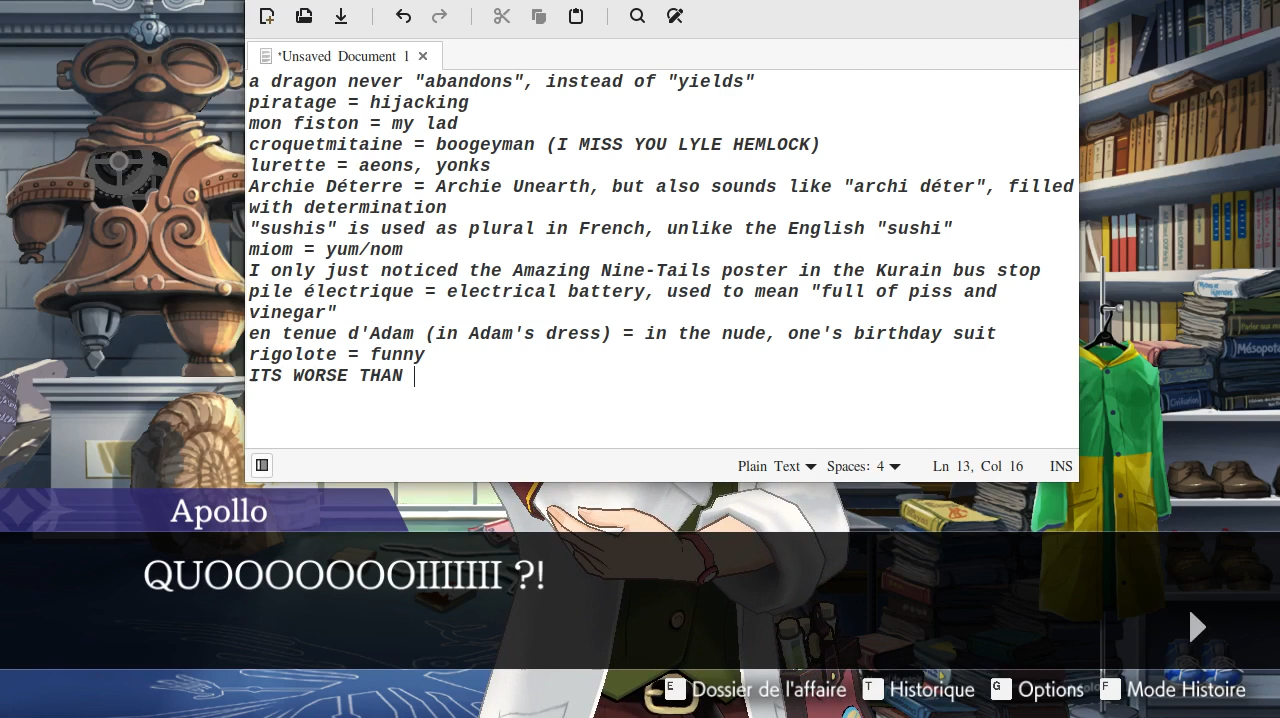 *Unsaved Document 1
a dragon never "abandons", instead of "yields"
piratage = hijacking
mon fiston = my lad
croquetmitaine = boogeyman (I MISS YOU LYLE HEMLOCK)
lurette = aeons, yonks
Archie Déterre = Archie Unearth, but also sounds like "archi déter", filled
with determination
"sushis" is used as plural in French, unlike the English "sushi"
miom = yum/nom
I only just noticed the Amazing Nine-Tails poster in the Kurain bus stop
pile électrique = electrical battery, used to mean "full of piss and
vinegar"
en tenue d'Adam (in Adam's dress) = in the nude, one's birthday suit
rigolote = funny
ITS WORSE THAN
Plain Text Spaces: 4 Ln 13, Col 16 INS
Mésopota
Apollo
QUOOOOOOOIIIIIII ?!
E Dossier de l'affaire T Historique G Options F Mode Histoire